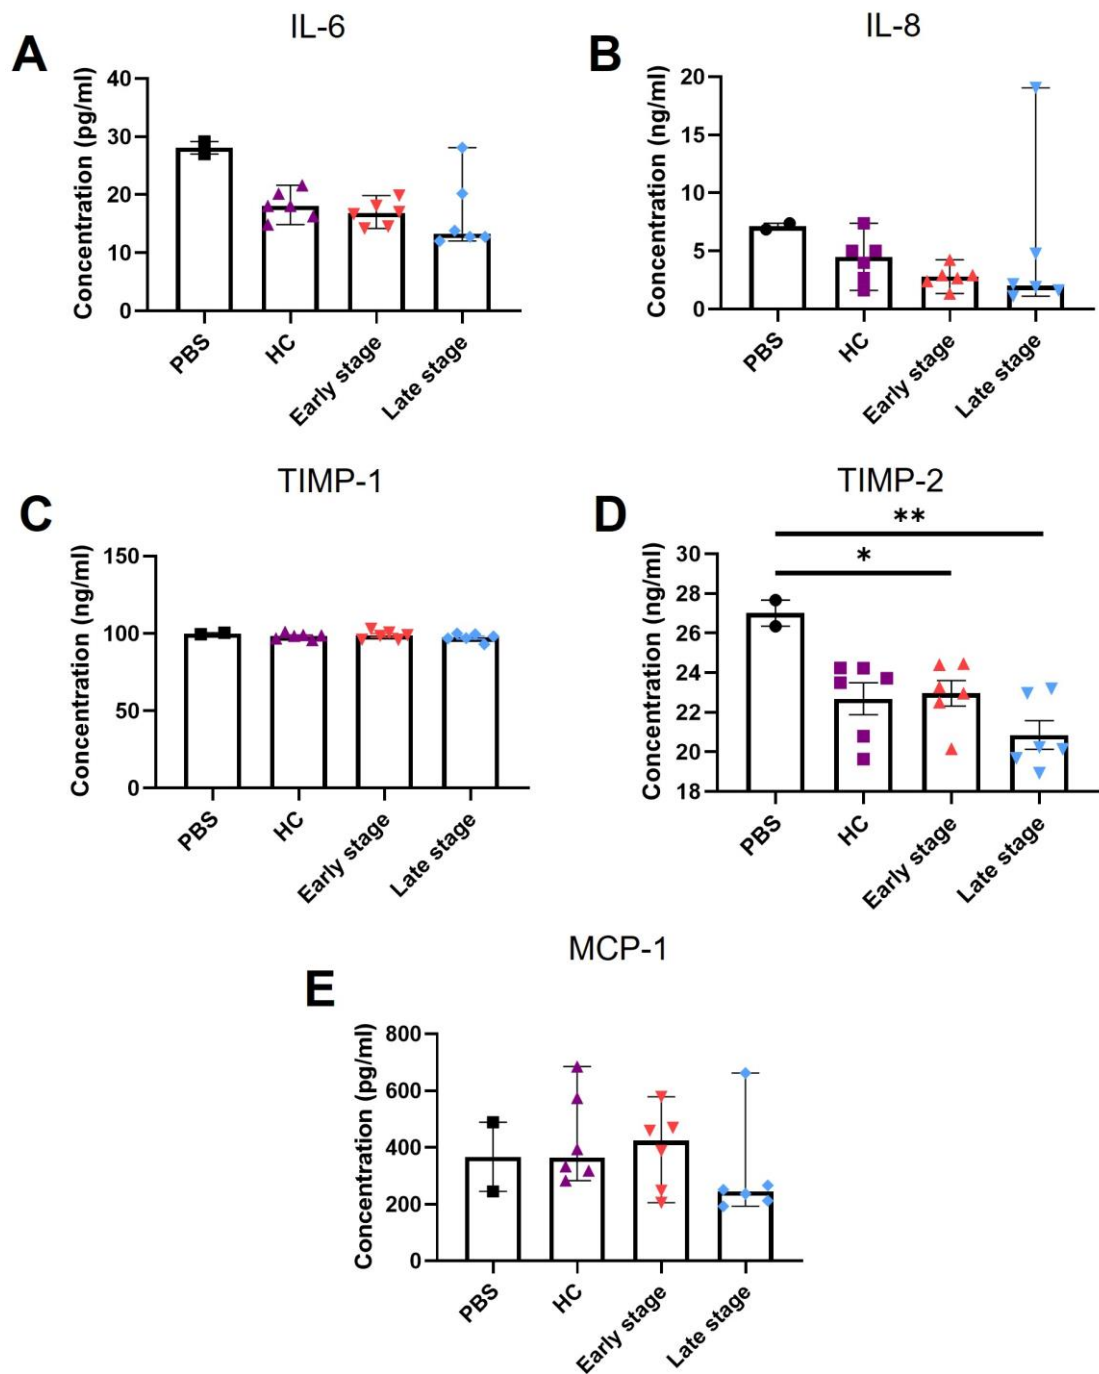 A
IL-6
Concentration (pg/ml)
40
30
20
10
0
PBS
HC
Early stage
Late stage
B
IL-8
Concentration (ng/ml)
20
15
10
5
0
PBS
HC
Early stage
Late stage
C
TIMP-1
Concentration (ng/ml)
150
100
50
0
PBS
HC
Early stage
Late stage
D
TIMP-2
**
*
Concentration (ng/ml)
30
28
26
24
22
20
18
PBS
HC
Early stage
Late stage
E
MCP-1
Concentration (pg/ml)
800
600
400
200
0
PBS
HC
Early stage
Late stage